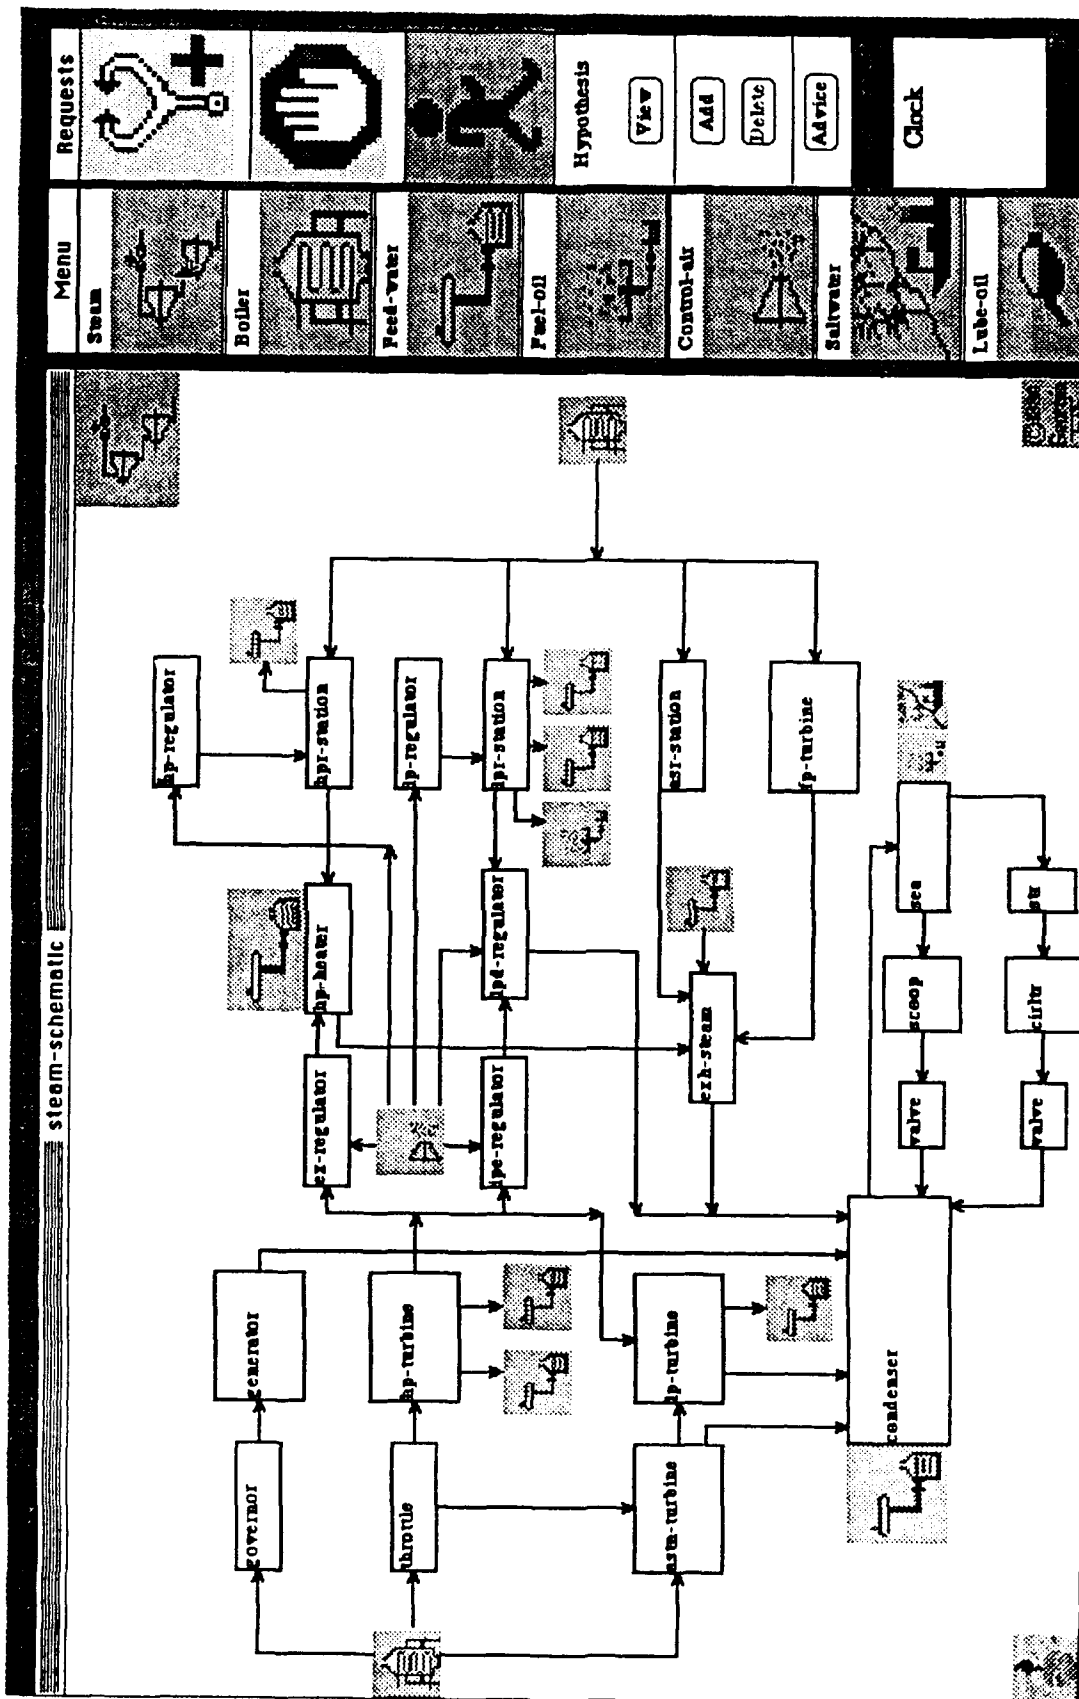 steam-schematic
Menu
Requests
Steam
Boiler
Feed-water
Fuel-oil
Control-air
Saltwater
Lube-oil
Hypothesis
View
Add
Delete
Advice
Clock
governor
generator
hp-regulator
throttle
hp-turbine
ex-regulator
hp-heater
hpr-station
lp-regulator
astn-turbine
lp-turbine
lpe-regulator
lpd-regulator
lpr-station
exh-steam
asr-station
fp-turbine
condenser
valve
scoop
sea
valve
cirltr
str